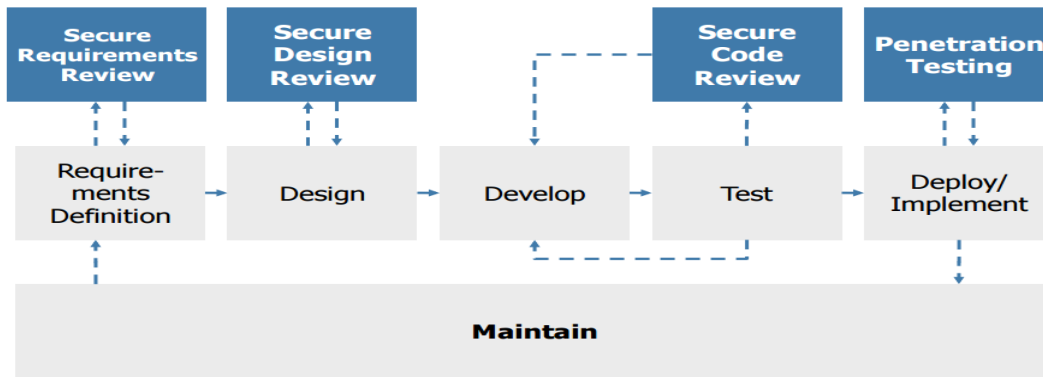 Secure
Requirements
Review
Secure
Design
Review
Secure
Code
Review
Penetration
Testing
Require-
ments
Definition
Design
Develop
Test
Deploy/
Implement
Maintain